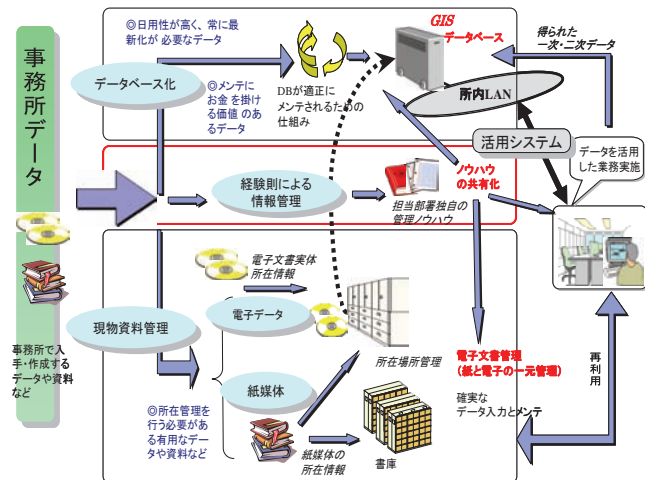 事務所データ
事務所で入
手・作成する
データや資料
など
◎日用性が高く、常に最
新化が 必要なデータ
データベース化
◎メンテに
お金 を掛け
る価値 のあ
るデータ
DBが適正に
メンテされるための
仕組み
GIS
データベース
所内LAN
得られた
一次・二次データ
活用システム
データを活用
した業務実施
経験則による
情報管理
ノウハウ
の共有化
担当部署独自の
管理ノウハウ
現物資料管理
電子文書実体
所在情報
電子データ
所在場所管理
紙媒体
◎所在管理を
行う必要が
ある有用なデー
タや資料など
紙媒体の
所在情報
書庫
電子文書管理
（紙と電子の一元管理）
確実な
データ入力とメンテ
再利用